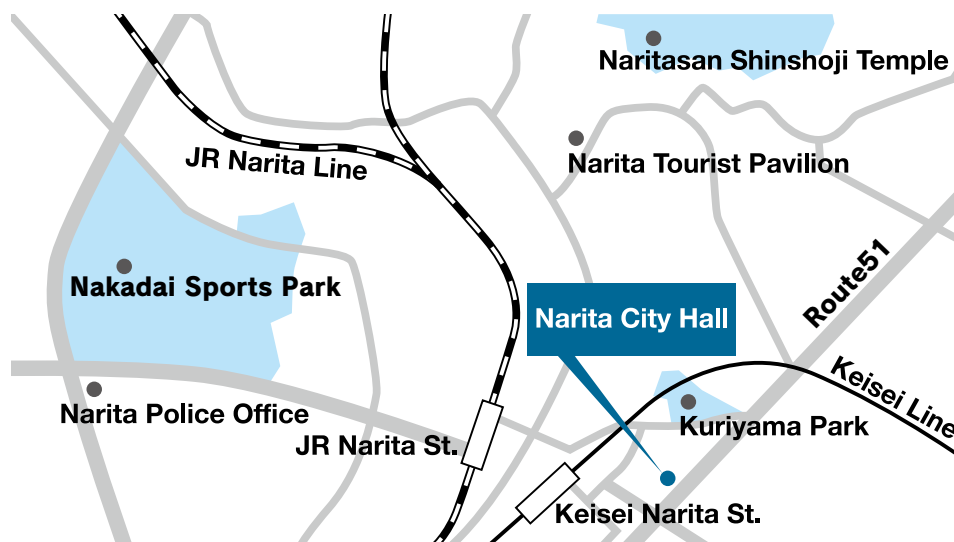 Naritasan Shinshoji Temple
JR Narita Line
Narita Tourist Pavilion
Nakadai Sports Park
Route51
Narita City Hall
Keisei Line
Narita Police Office
Kuriyama Park
JR Narita St.
Keisei Narita St.